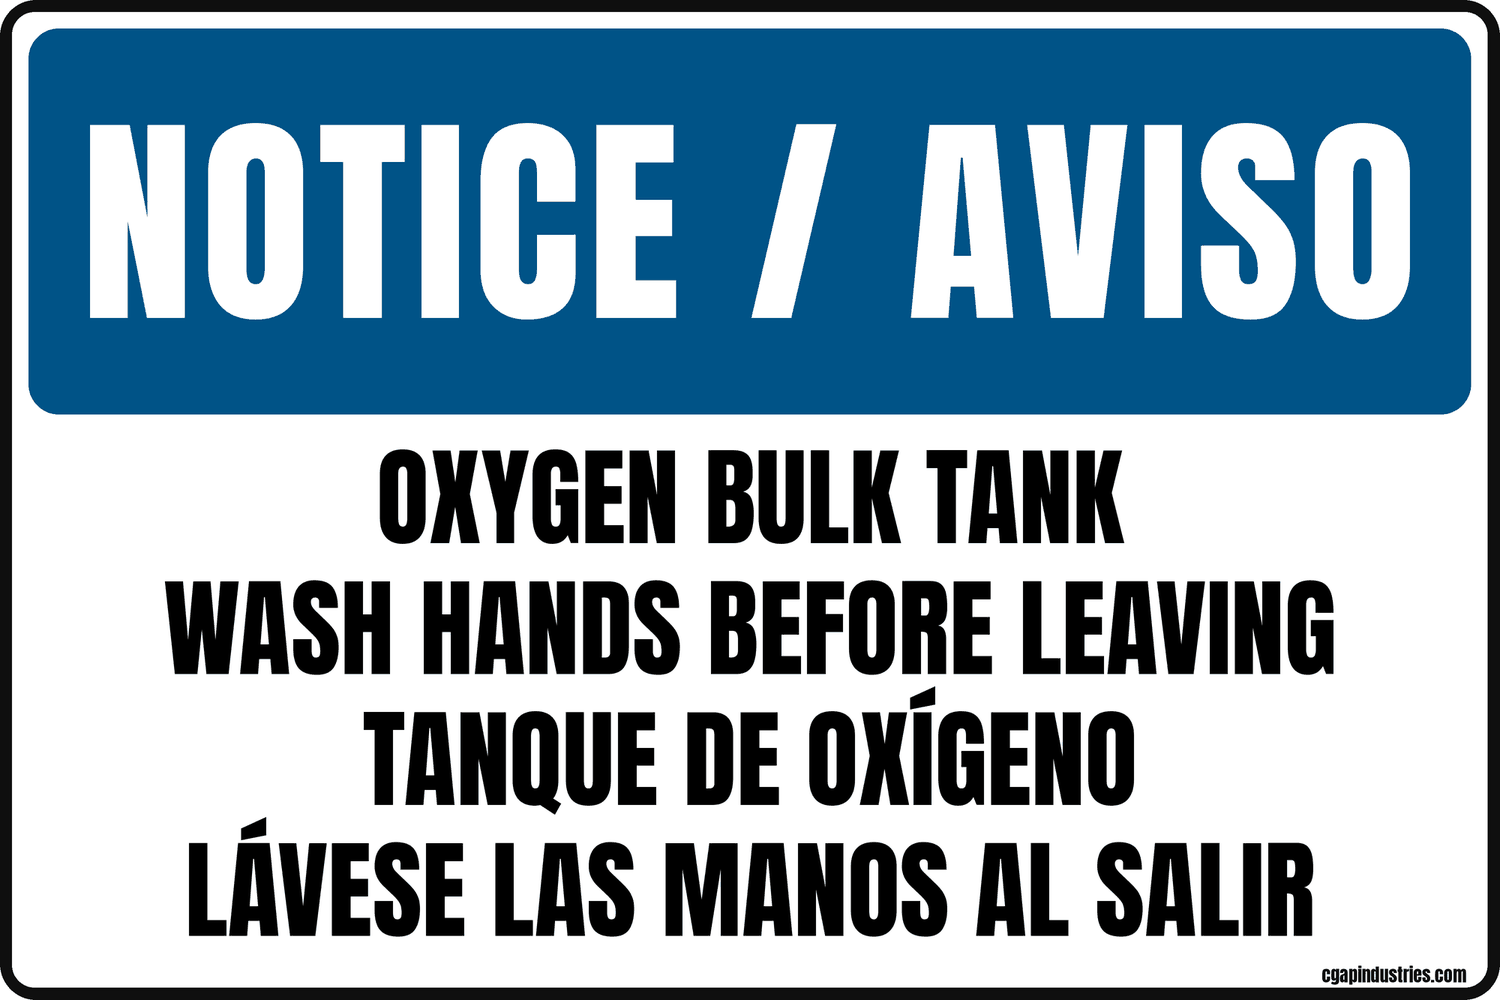 NOTICE / AVISO
OXYGEN BULK TANK
WASH HANDS BEFORE LEAVING
TANQUE DE OXÍGENO
LÁVESE LAS MANOS AL SALIR
cgapindustries.com